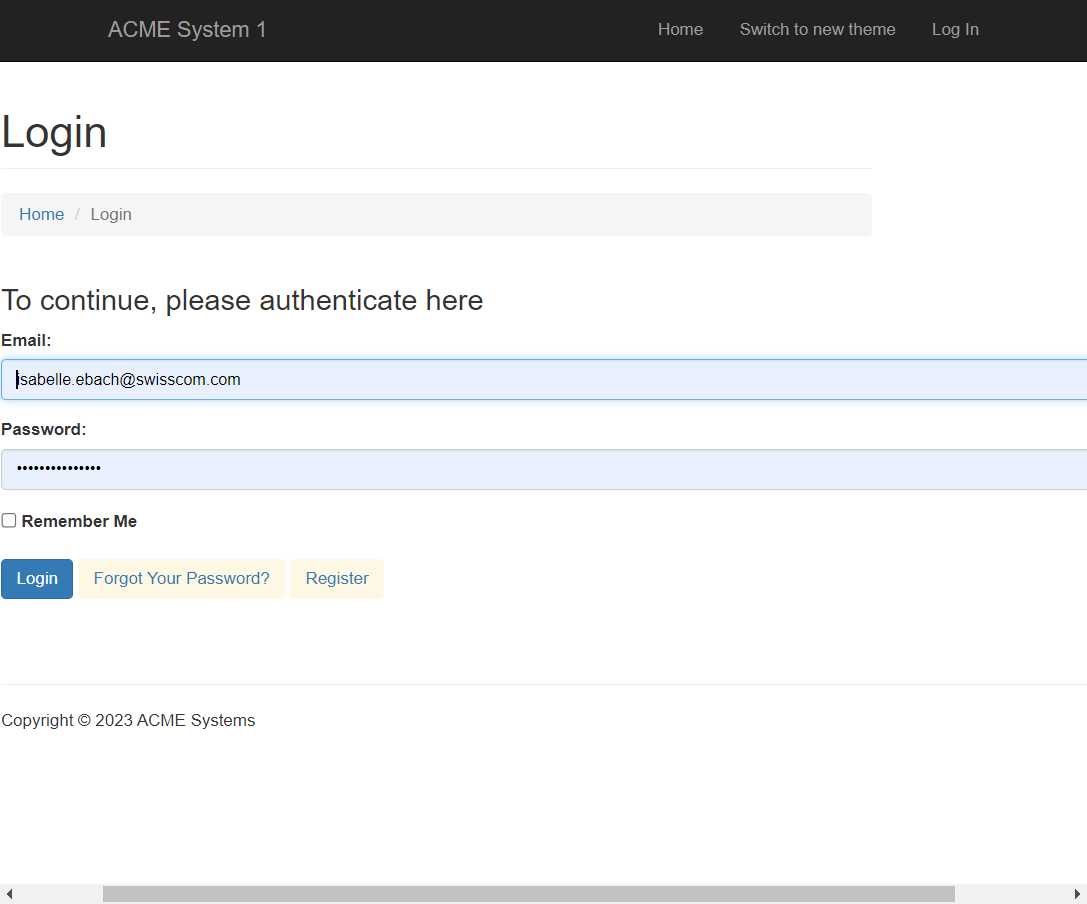 ACME System 1 Home Switch to new theme Log In
Login
Home / Login
To continue, please authenticate here
Email:
isabelle.ebach@swisscom.com
Password:
•••••••••••••••
Remember Me
Login Forgot Your Password? Register
Copyright © 2023 ACME Systems